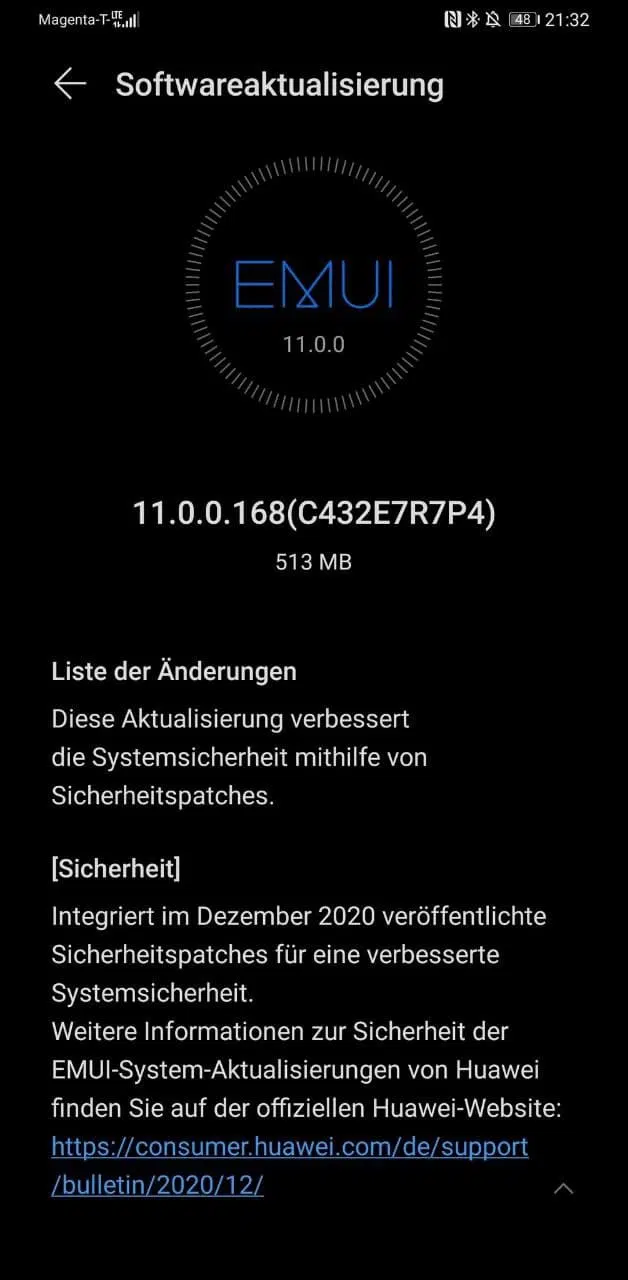 Magenta-T- LTE 48 21:32
Softwareaktualisierung
EMUI
11.0.0
11.0.0.168(C432E7R7P4)
513 MB
Liste der Änderungen
Diese Aktualisierung verbessert
die Systemsicherheit mithilfe von
Sicherheitspatches.
[Sicherheit]
Integriert im Dezember 2020 veröffentlichte
Sicherheitspatches für eine verbesserte
Systemsicherheit.
Weitere Informationen zur Sicherheit der
EMUI-System-Aktualisierungen von Huawei
finden Sie auf der offiziellen Huawei-Website:
https://consumer.huawei.com/de/support
/bulletin/2020/12/